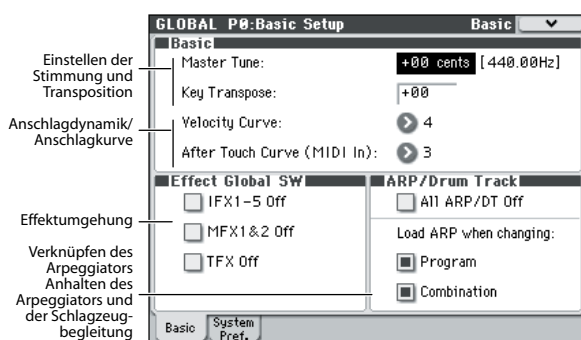 GLOBAL P0:Basic Setup Basic
Basic
Einstellen der
Stimmung und
Transposition
Master Tune: +00 cents [440.00Hz]
Key Transpose: +00
Anschlagdynamik/
Anschlagkurve
Velocity Curve: 4
After Touch Curve (MIDI In): 3
Effect Global SW
IFX1-5 Off
MFX1&2 Off
TFX Off
Effektumgehung
ARP/Drum Track
All ARP/DT Off
Load ARP when changing:
Program
Combination
Verknüpfen des
Arpeggiators
Anhalten des
Arpeggiators und
der Schlagzeug-
begleitung
Basic
System
Pref.